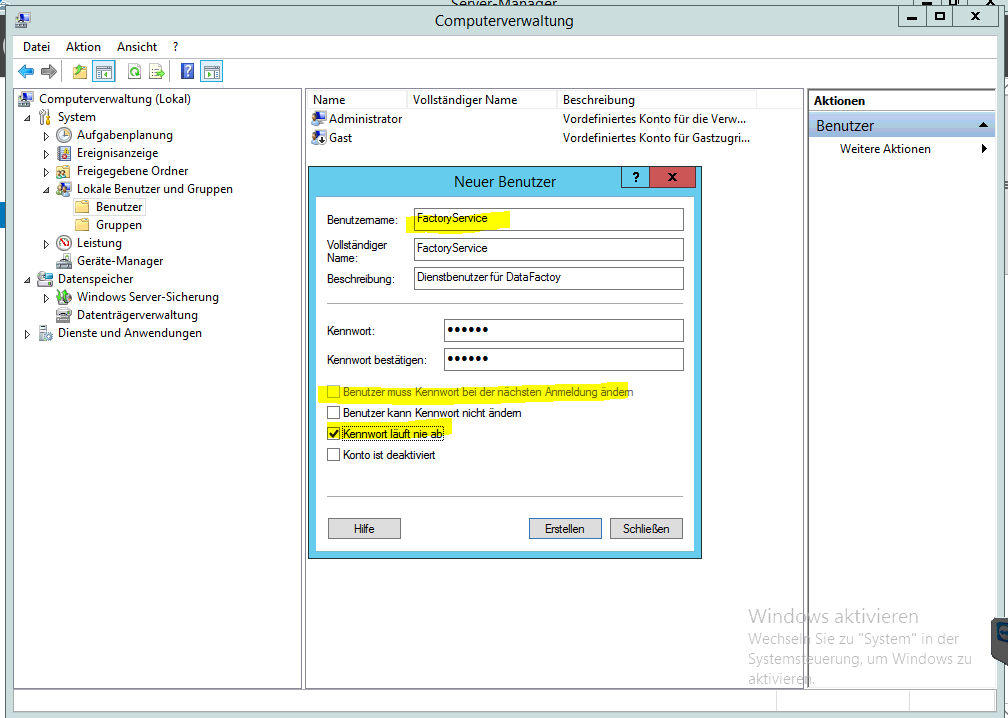 Server-Manager
Computerverwaltung
Datei Aktion Ansicht ?
Computerverwaltung (Lokal)
System
Aufgabenplanung
Ereignisanzeige
Freigegebene Ordner
Lokale Benutzer und Gruppen
Benutzer
Gruppen
Leistung
Geräte-Manager
Datenspeicher
Windows Server-Sicherung
Datenträgerverwaltung
Dienste und Anwendungen
Name Vollständiger Name Beschreibung
Administrator Vordefiniertes Konto für die Verw...
Gast Vordefiniertes Konto für Gastzugri...
Neuer Benutzer ? X
Benutzername: FactoryService
Vollständiger
Name: FactoryService
Beschreibung: Dienstbenutzer für DataFactoy
Kennwort: ••••••
Kennwort bestätigen: ••••••
Benutzer muss Kennwort bei der nächsten Anmeldung ändern
Benutzer kann Kennwort nicht ändern
Kennwort läuft nie ab
Konto ist deaktiviert
Hilfe Erstellen Schließen
Aktionen
Benutzer
Weitere Aktionen
Windows aktivieren
Wechseln Sie zu "System" in der
Systemsteuerung, um Windows zu
aktivieren.